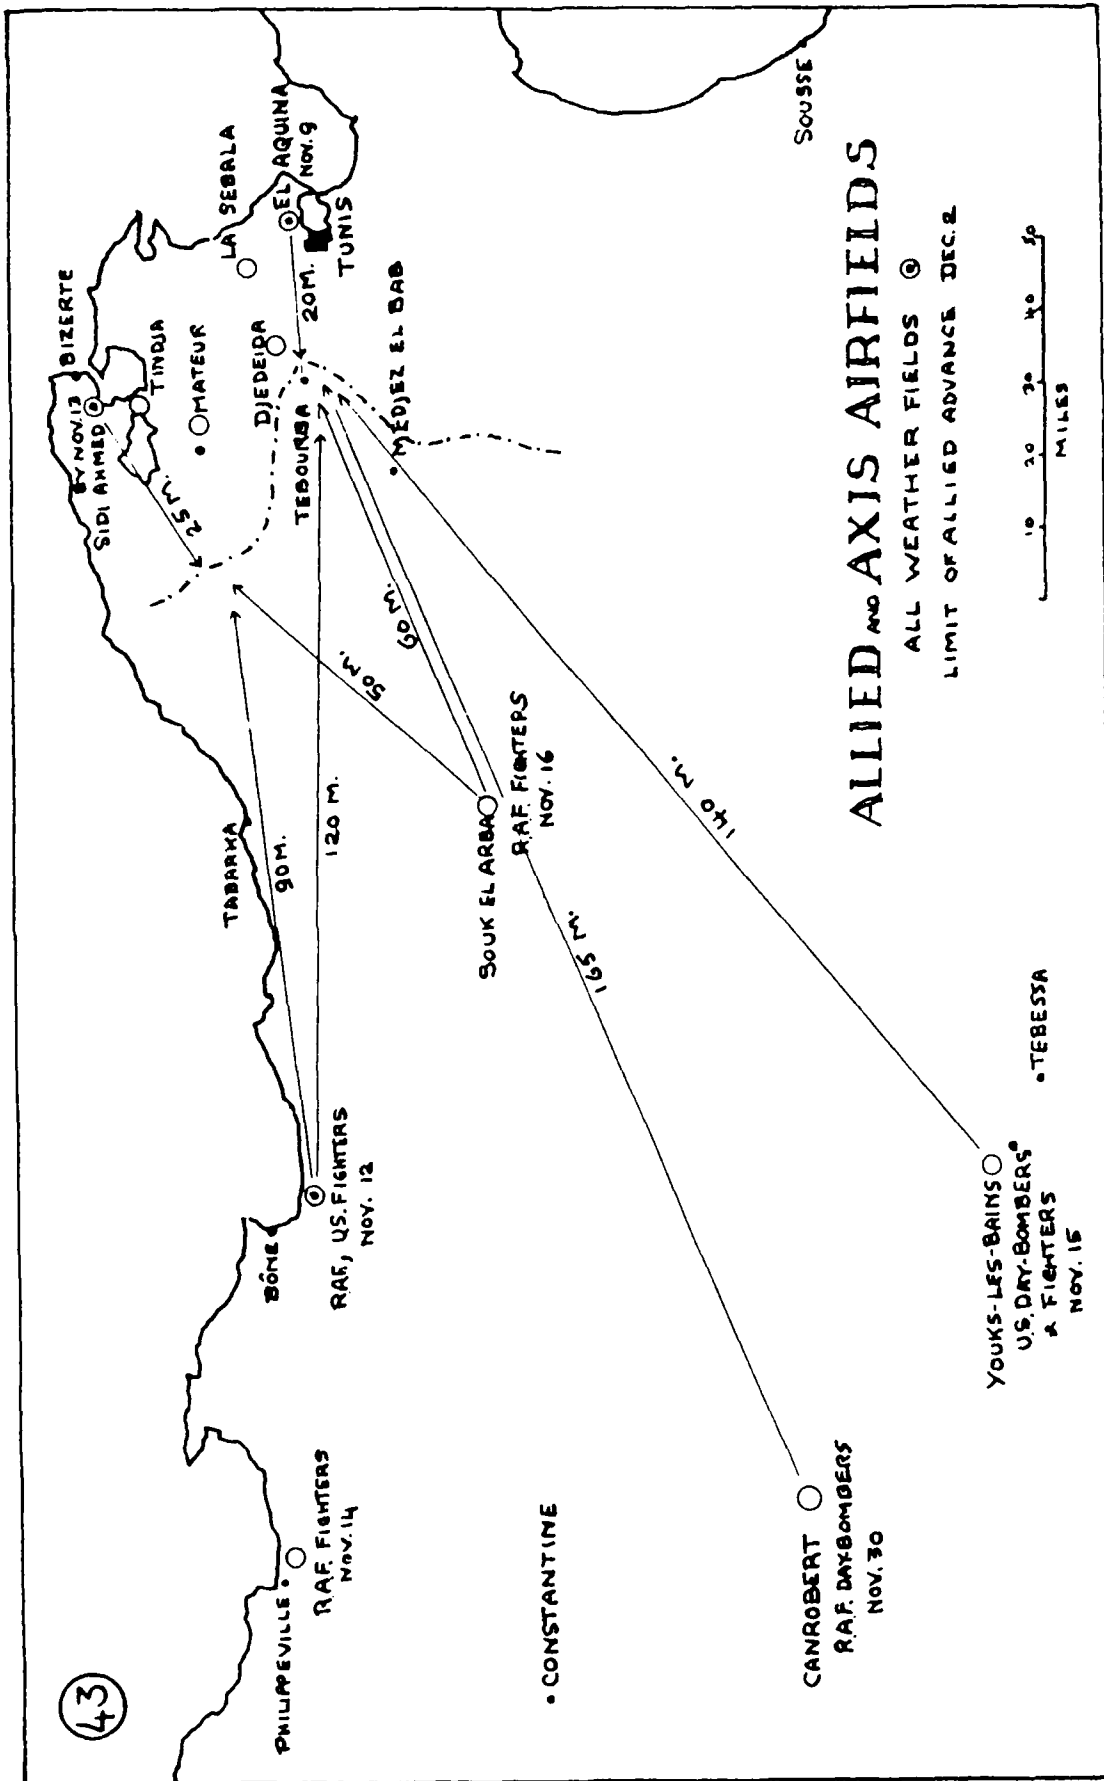 43
BIZERTE
BY NOV. 13
SIDI AHMED
TINDJA
25 M.
MATEUR
LA SEBALA
EL AQUINA
NOV. 9
DJEDEIDA
20 M.
TUNIS
TEBOURBA
MEDJEZ EL BAB
SOUSSE
TABARKA
90 M.
120 M.
50 M.
60 M.
BÔNE
R.A.F., U.S. FIGHTERS
NOV. 12
PHILIPPEVILLE
R.A.F. FIGHTERS
NOV. 14
SOUK EL ARBA
R.A.F. FIGHTERS
NOV. 16
165 M.
140 M.
CONSTANTINE
CANROBERT
R.A.F. DAY BOMBERS
NOV. 30
TEBESSA
YOUKS-LES-BAINS
U.S. DAY-BOMBERS
& FIGHTERS
NOV. 15
ALLIED AND AXIS AIRFIELDS
ALL WEATHER FIELDS
LIMIT OF ALLIED ADVANCE DEC. 2
10 20 30 40 50
MILES